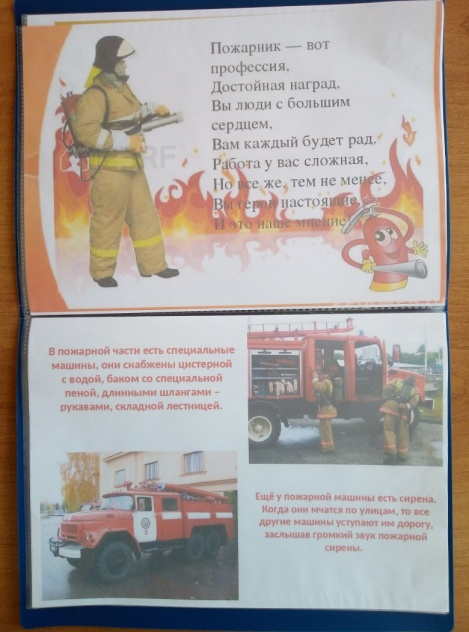 Пожарник — вот
профессия,
Достойная наград,
Вы люди с большим
сердцем,
Вам каждый будет рад.
Работа у вас сложная,
Но все же, тем не менее,
Вы герои настоящие,
И это наше мнение!
В пожарной части есть специальные
машины, они снабжены цистерной
с водой, баком со специальной
пеной, длинными шлангами –
рукавами, складной лестницей.
Ещё у пожарной машины есть сирена.
Когда они мчатся по улицам, то все
другие машины уступают им дорогу,
заслышав громкий звук пожарной
сирены.